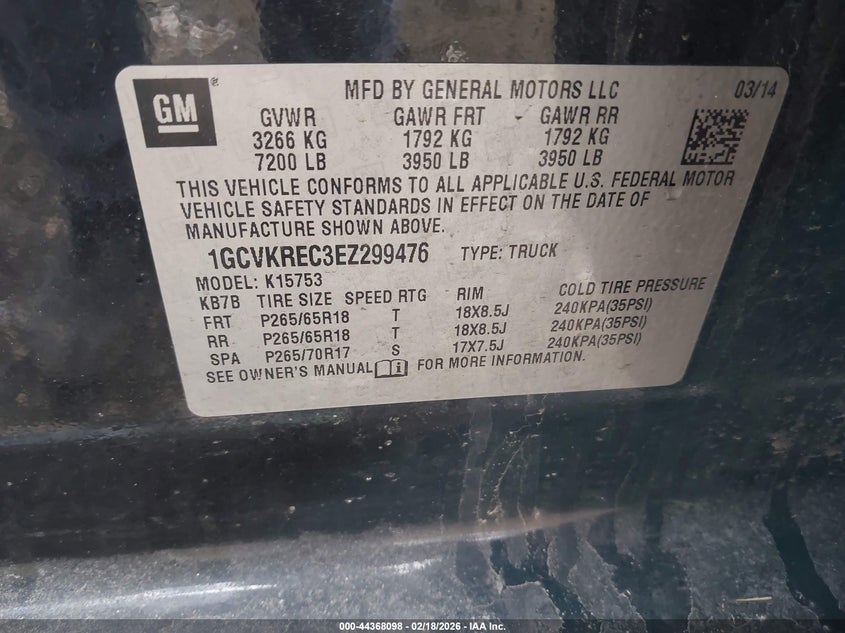 GM
®
MFD BY GENERAL MOTORS LLC 03/14
GVWR GAWR FRT GAWR RR
3266 KG 1792 KG 1792 KG
7200 LB 3950 LB 3950 LB
THIS VEHICLE CONFORMS TO ALL APPLICABLE U.S. FEDERAL MOTOR
VEHICLE SAFETY STANDARDS IN EFFECT ON THE DATE OF
MANUFACTURE SHOWN ABOVE.
1GCVKREC3EZ299476 TYPE: TRUCK
MODEL: K15753
KB7B TIRE SIZE SPEED RTG RIM COLD TIRE PRESSURE
FRT P265/65R18 T 18X8.5J 240KPA(35PSI)
RR P265/65R18 T 18X8.5J 240KPA(35PSI)
SPA P265/70R17 S 17X7.5J 240KPA(35PSI)
SEE OWNER'S MANUAL i FOR MORE INFORMATION.
000-44368098 - 02/18/2026 - IAA Inc.